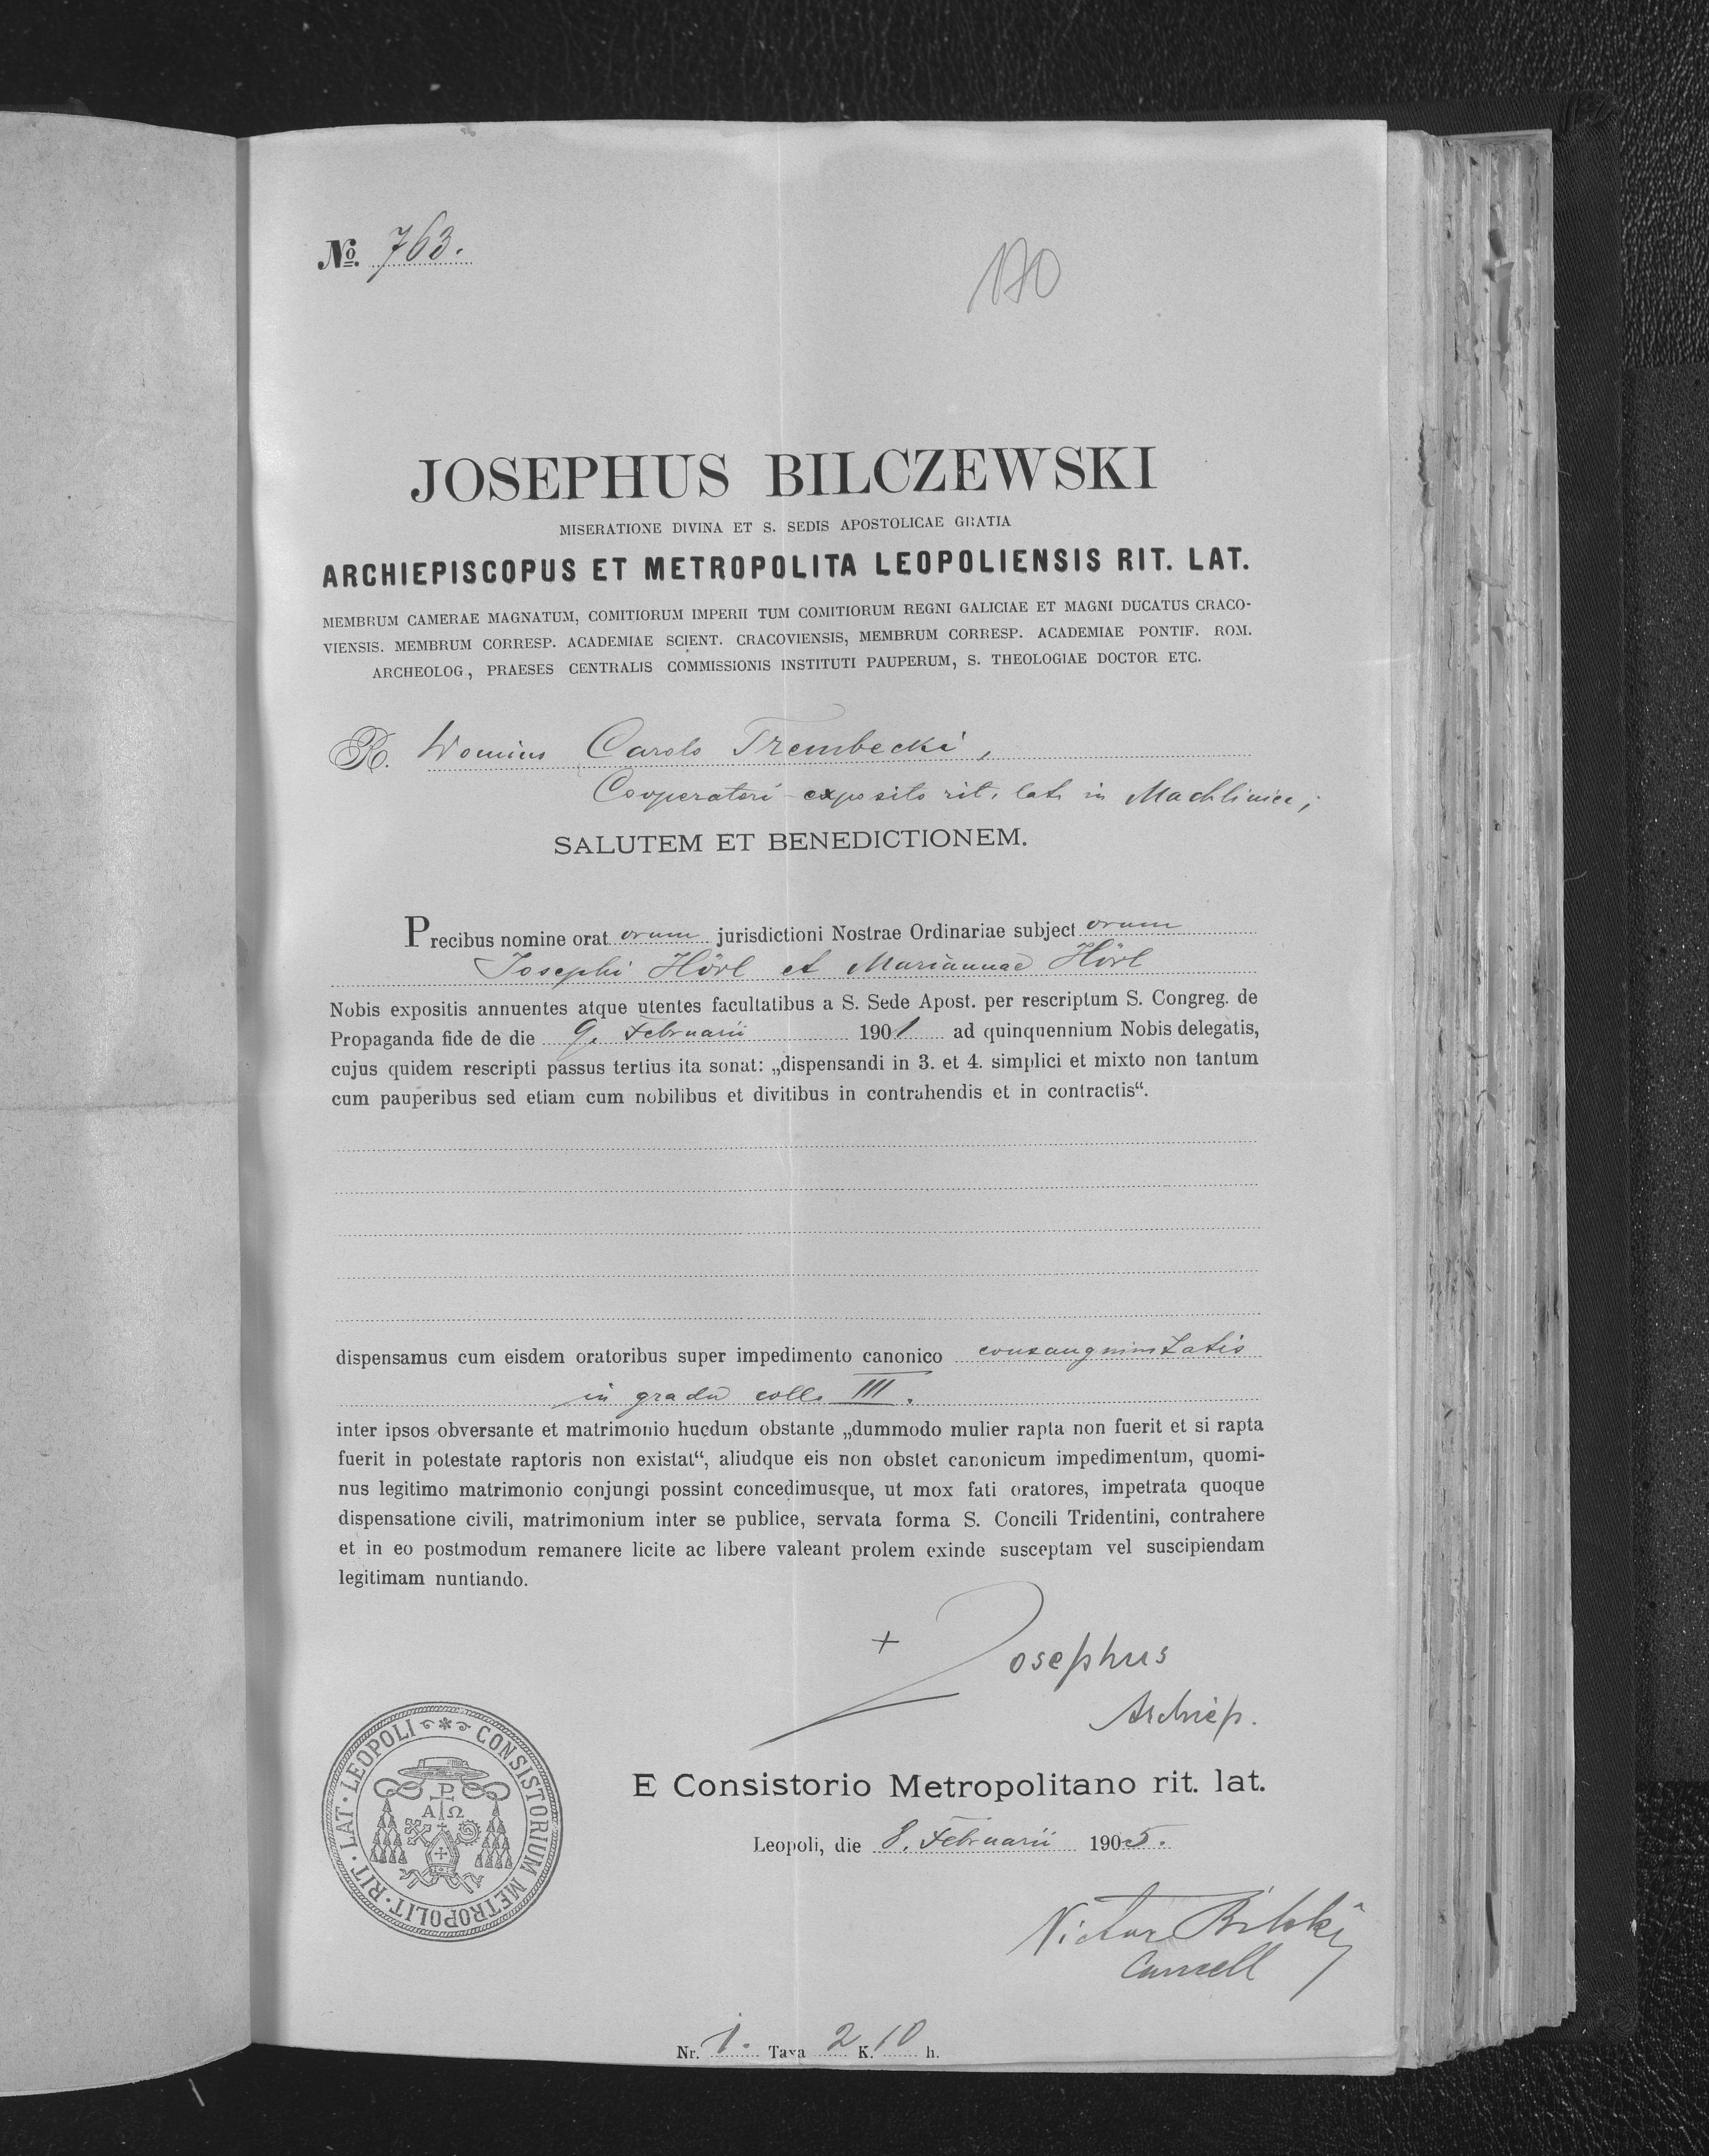 №. 763.
170
JOSEPHUS BILCZEWSKI
MISERATIONE DIVINA ET S. SEDIS APOSTOLICAE GRATIA
ARCHIEPISCOPUS ET METROPOLITA LEOPOLIENSIS RIT. LAT.
MEMBRUM CAMERAE MAGNATUM, COMITIORUM IMPERII TUM COMITIORUM REGNI GALICIAE ET MAGNI DUCATUS CRACO-
VIENSIS. MEMBRUM CORRESP. ACADEMIAE SCIENT. CRACOVIENSIS, MEMBRUM CORRESP. ACADEMIAE PONTIF. ROM.
ARCHEOLOG, PRAESES CENTRALIS COMMISSIONIS INSTITUTI PAUPERUM, S. THEOLOGIAE DOCTOR ETC.
R. Carolo Trembecki,
Cooperatori exposito rit. lat. in Machliniec;
SALUTEM ET BENEDICTIONEM.
Precibus nomine orat orum jurisdictioni Nostrae Ordinariae subject orum
Josephi Hörl et Mariannae Hörl
Nobis expositis annuentes atque utentes facultatibus a S. Sede Apost. per rescriptum S. Congreg. de
Propaganda fide de die 9. Februarii 1901 ad quinquennium Nobis delegatis,
cujus quidem rescripti passus tertius ita sonat: „dispensandi in 3. et 4. simplici et mixto non tantum
cum pauperibus sed etiam cum nobilibus et divitibus in contrahendis et in contractis“.
dispensamus cum eisdem oratoribus super impedimento canonico consanguinitatis
in gradu coll. III.
inter ipsos obversante et matrimonio hucdum obstante „dummodo mulier rapta non fuerit et si rapta
fuerit in potestate raptoris non existat“, aliudque eis non obstet canonicum impedimentum, quomi-
nus legitimo matrimonio conjungi possint concedimusque, ut mox fati oratores, impetrata quoque
dispensatione civili, matrimonium inter se publice, servata forma S. Concili Tridentini, contrahere
et in eo postmodum remanere licite ac libere valeant prolem exinde susceptam vel suscipiendam
legitimam nuntiando.
+ Josephus
Archiep.
CONSISTORIUM METROPOLIT · RIT · LAT · LEOPOLI
P
A Ω
E Consistorio Metropolitano rit. lat.
Leopoli, die 8. Februarii 1905.
Victor Bilski
Cancell
Nr. 1. Taxa 2 K. 10 h.